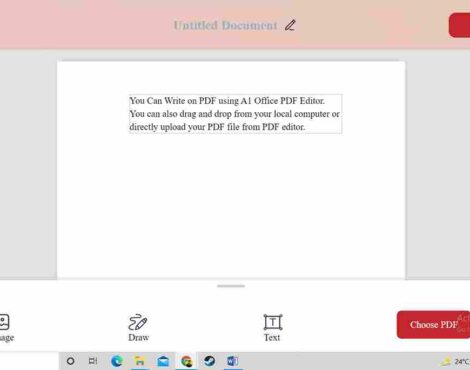 Untitled Document
You Can Write on PDF using A1 Office PDF Editor.
You can also drag and drop from your local computer or
directly upload your PDF file from PDF editor.
age
Draw
Text
Choose PDF
24°C